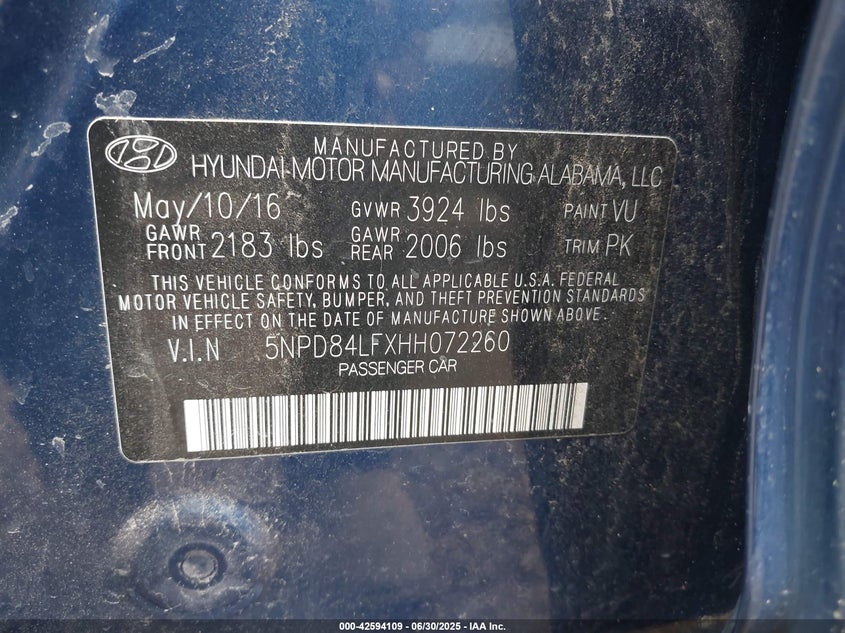 MANUFACTURED BY
HYUNDAI MOTOR MANUFACTURING ALABAMA, LLC
May/10/16 GVWR 3924 lbs PAINT VU
GAWR FRONT 2183 lbs GAWR REAR 2006 lbs TRIM PK
THIS VEHICLE CONFORMS TO ALL APPLICABLE U.S.A. FEDERAL
MOTOR VEHICLE SAFETY, BUMPER, AND THEFT PREVENTION STANDARDS
IN EFFECT ON THE DATE OF MANUFACTURE SHOWN ABOVE.
V.I.N 5NPD84LFXHH072260
PASSENGER CAR
000-42594109 - 06/30/2025 - IAA Inc.